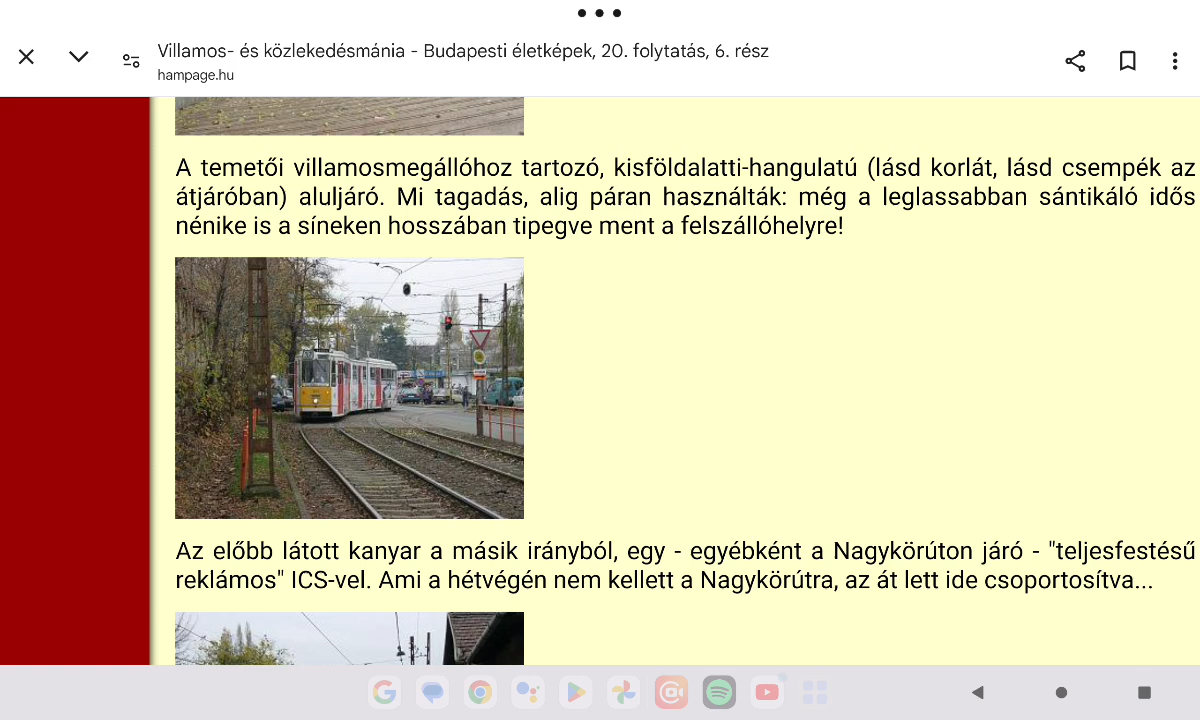 Villamos- és közlekedésmánia - Budapesti életképek, 20. folytatás, 6. rész
hampage.hu
A temetői villamosmegállóhoz tartozó, kisföldalatti-hangulatú (lásd korlát, lásd csempék az
átjáróban) aluljáró. Mi tagadás, alig páran használták: még a leglassabban sántikáló idős
nénike is a síneken hosszában tipegve ment a felszállóhelyre!
Az előbb látott kanyar a másik irányból, egy - egyébként a Nagykörúton járó - "teljesfestésű
reklámos" ICS-vel. Ami a hétvégén nem kellett a Nagykörútra, az át lett ide csoportosítva...